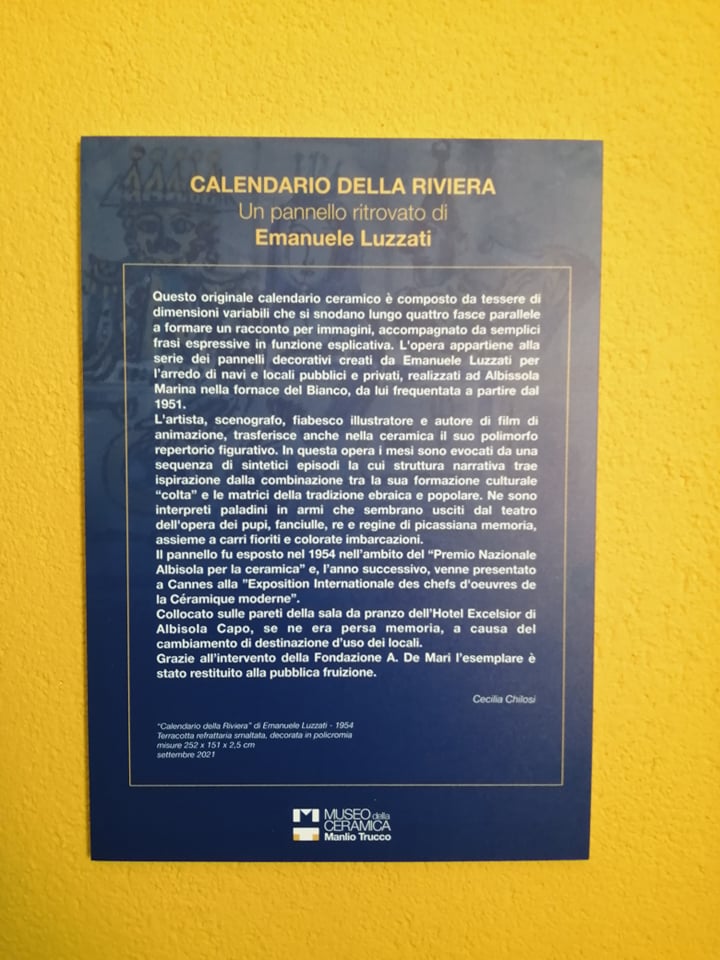 CALENDARIO DELLA RIVIERA
Un pannello ritrovato di
Emanuele Luzzati
Questo originale calendario ceramico è composto da tessere di
dimensioni variabili che si snodano lungo quattro fasce parallele
a formare un racconto per immagini, accompagnato da semplici
frasi espressive in funzione esplicativa. L'opera appartiene alla
serie dei pannelli decorativi creati da Emanuele Luzzati per
l'arredo di navi e locali pubblici e privati, realizzati ad Albissola
Marina nella fornace del Bianco, da lui frequentata a partire dal
1951.
L'artista, scenografo, fiabesco illustratore e autore di film di
animazione, trasferisce anche nella ceramica il suo polimorfo
repertorio figurativo. In questa opera i mesi sono evocati da una
sequenza di sintetici episodi la cui struttura narrativa trae
ispirazione dalla combinazione tra la sua formazione culturale
“colta” e le matrici della tradizione ebraica e popolare. Ne sono
interpreti paladini in armi che sembrano usciti dal teatro
dell'opera dei pupi, fanciulle, re e regine di picassiana memoria,
assieme a carri fioriti e colorate imbarcazioni.
Il pannello fu esposto nel 1954 nell'ambito del “Premio Nazionale
Albisola per la ceramica” e, l'anno successivo, venne presentato
a Cannes alla "Exposition Internationale des chefs d'oeuvres de
la Céramique moderne”.
Collocato sulle pareti della sala da pranzo dell'Hotel Excelsior di
Albisola Capo, se ne era persa memoria, a causa del
cambiamento di destinazione d'uso dei locali.
Grazie all'intervento della Fondazione A. De Mari l'esemplare è
stato restituito alla pubblica fruizione.
Cecilia Chilosi
“Calendario della Riviera” di Emanuele Luzzati - 1954
Terracotta refrattaria smaltata, decorata in policromia
misure 252 x 151 x 2,5 cm
settembre 2021
MUSEO della
CERAMICA
Manlio Trucco